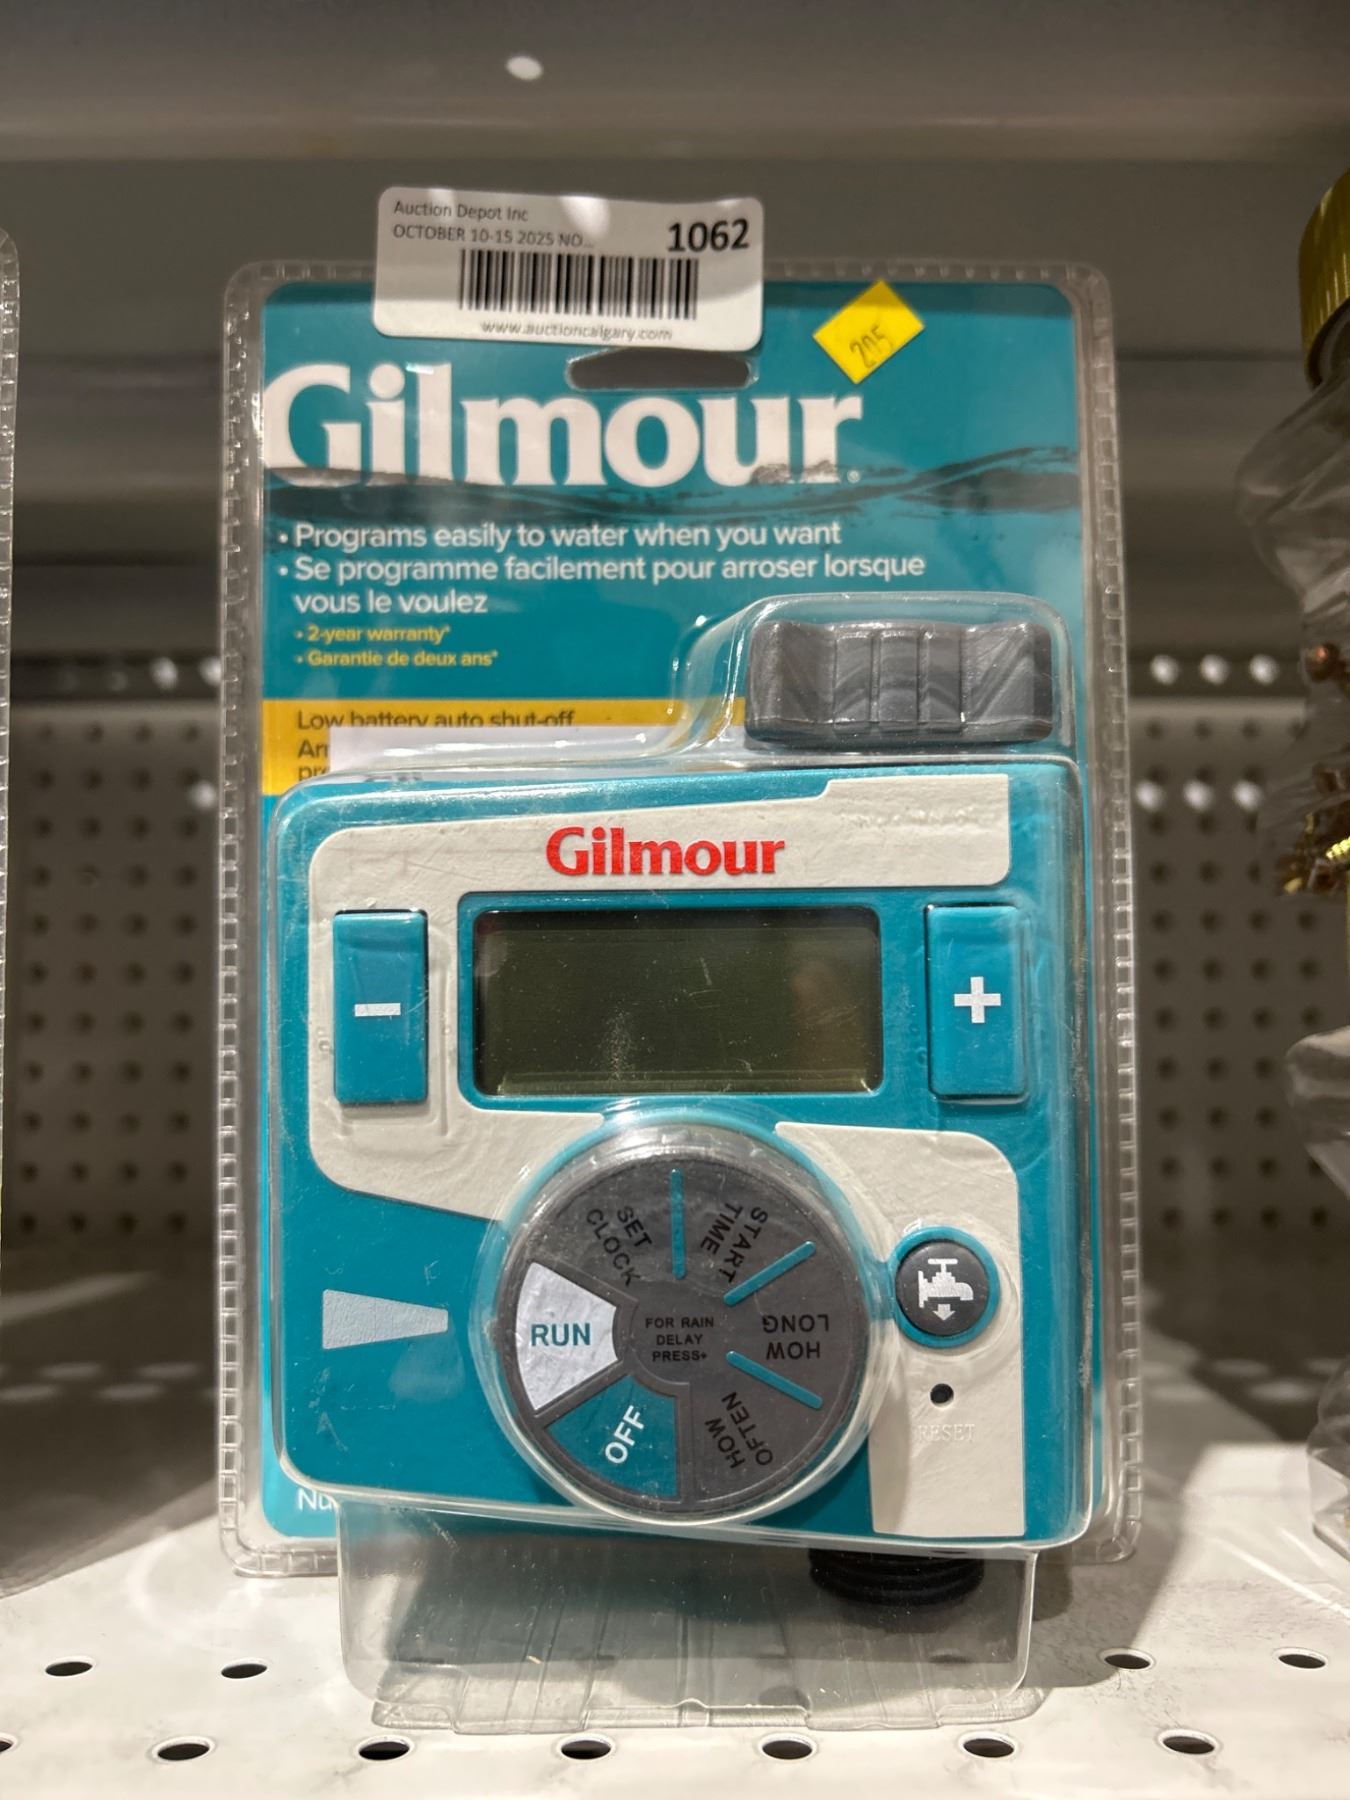 Auction Depot Inc
OCTOBER 10-15 2025 NO...
1062
www.auctioncalgary.com
205
Gilmour
• Programs easily to water when you want
• Se programme facilement pour arroser lorsque
vous le voulez
• 2-year warranty*
• Garantie de deux ans*
Low battery auto shut-off
Gilmour
-
+
SET
CLOCK
START
TIME
HOW
LONG
HOW
OFTEN
OFF
RUN
FOR RAIN
DELAY
PRESS+
RESET